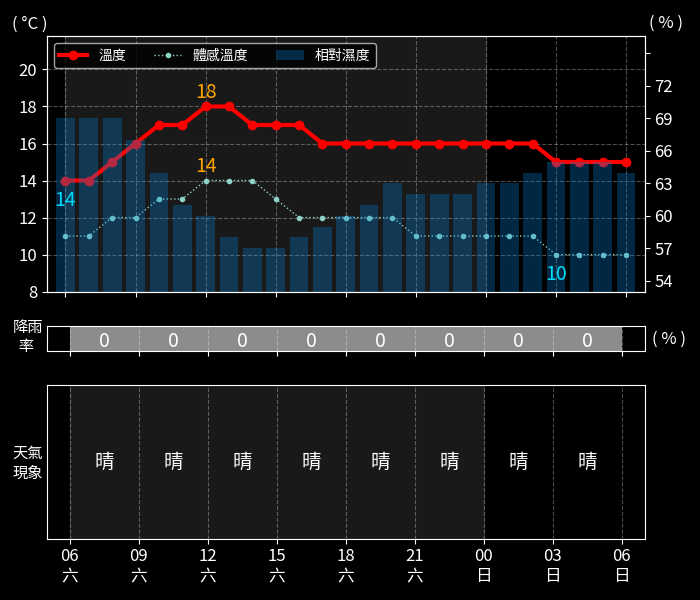 ( °C )
( % )
溫度 體感溫度 相對濕度
20
18
16
14
12
10
8
72
69
66
63
60
57
54
18
14
14
10
降雨率
0 0 0 0 0 0 0 0
( % )
天氣現象
晴 晴 晴 晴 晴 晴 晴 晴
06 09 12 15 18 21 00 03 06
六 六 六 六 六 六 日 日 日